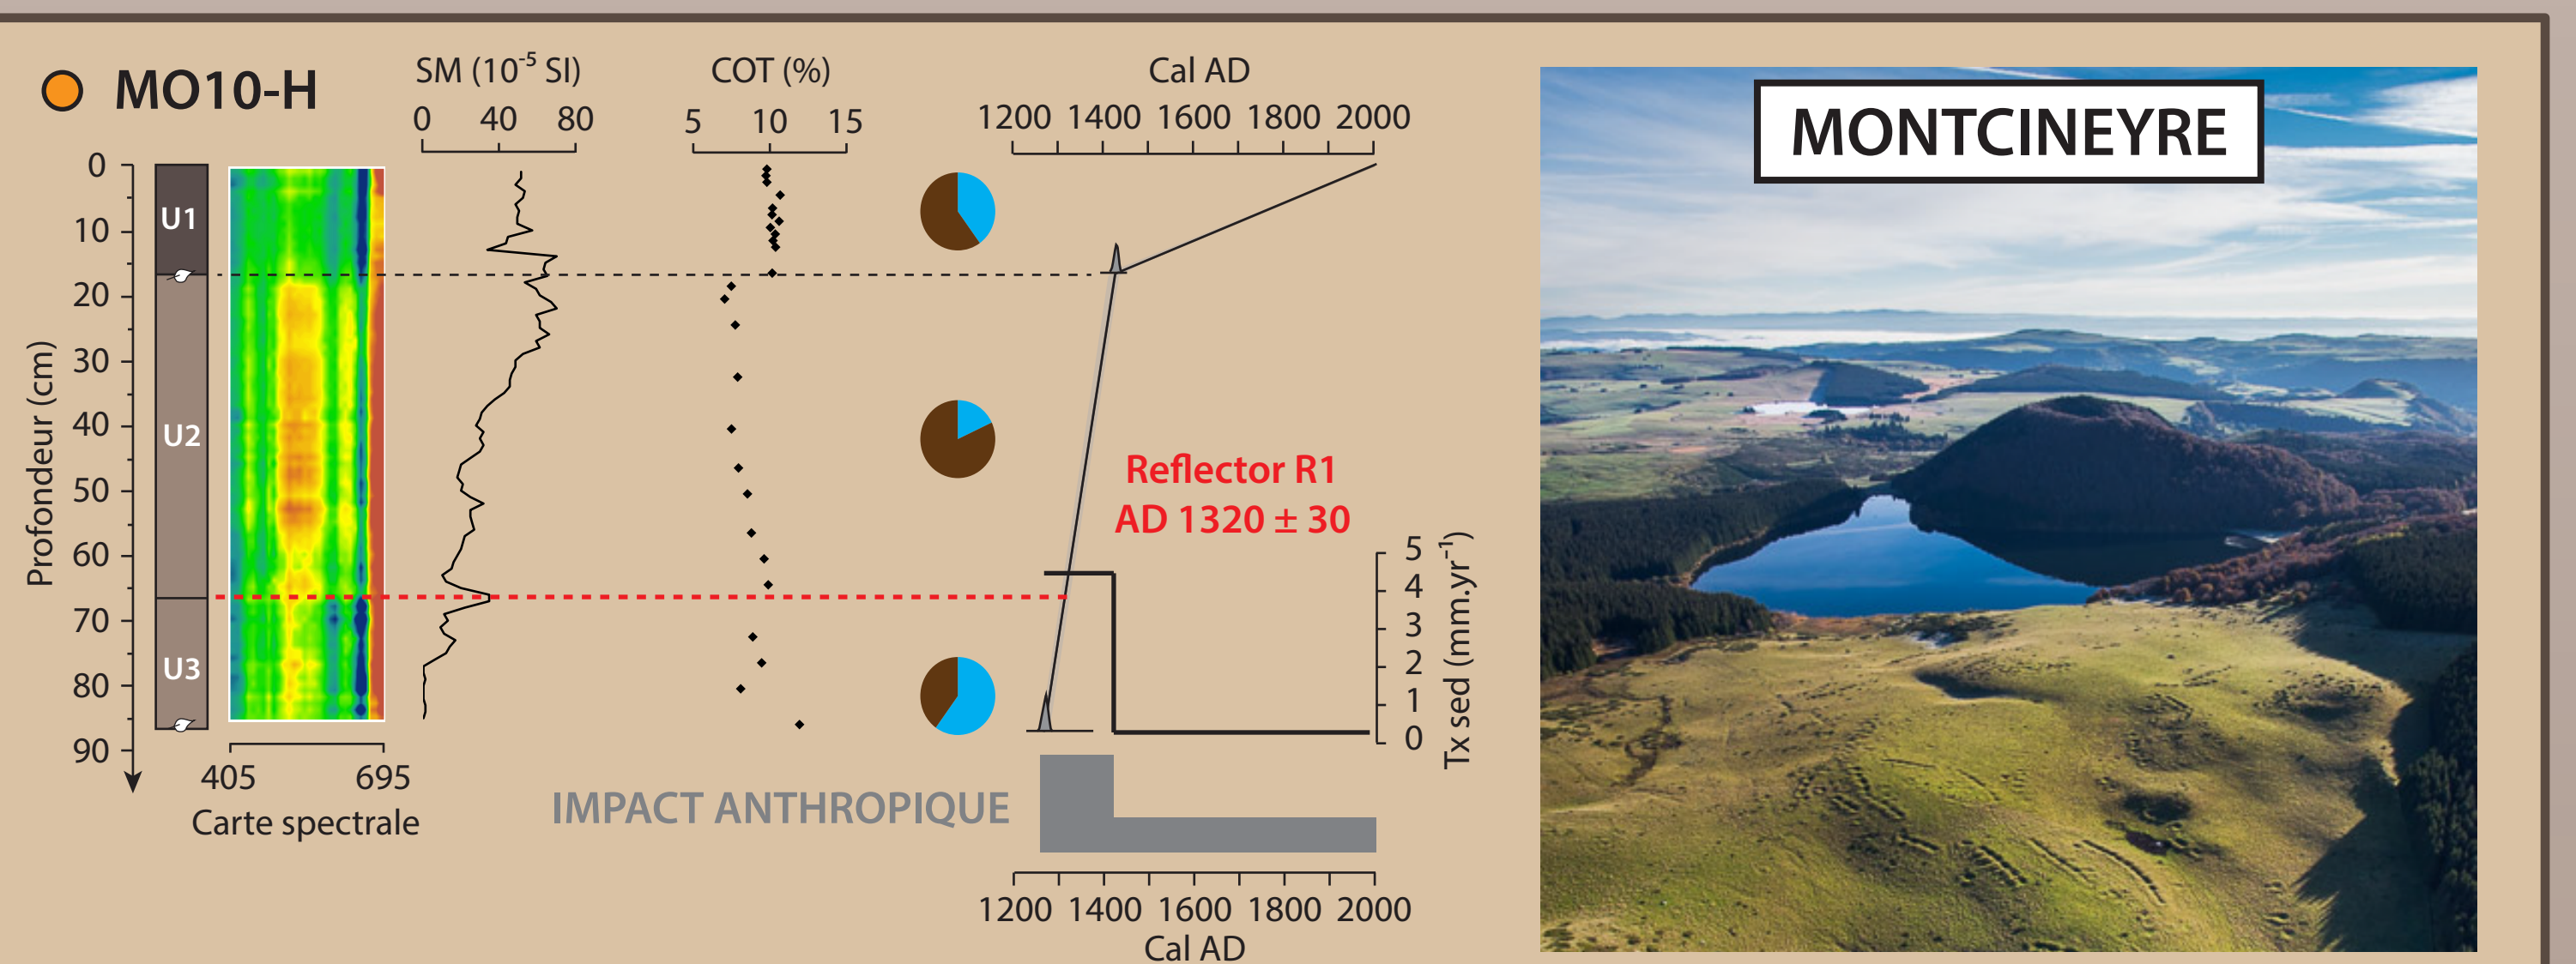 MO10-H
SM (10⁻⁵ SI)
0 40 80
COT (%)
5 10 15
Cal AD
1200 1400 1600 1800 2000
MONTCINEYRE
Profondeur (cm)
0
10
20
30
40
50
60
70
80
90
U1
U2
U3
405 695
Carte spectrale
Reflector R1
AD 1320 ± 30
5
4
3
2
1
0
Tx sed (mm.yr⁻¹)
IMPACT ANTHROPIQUE
1200 1400 1600 1800 2000
Cal AD